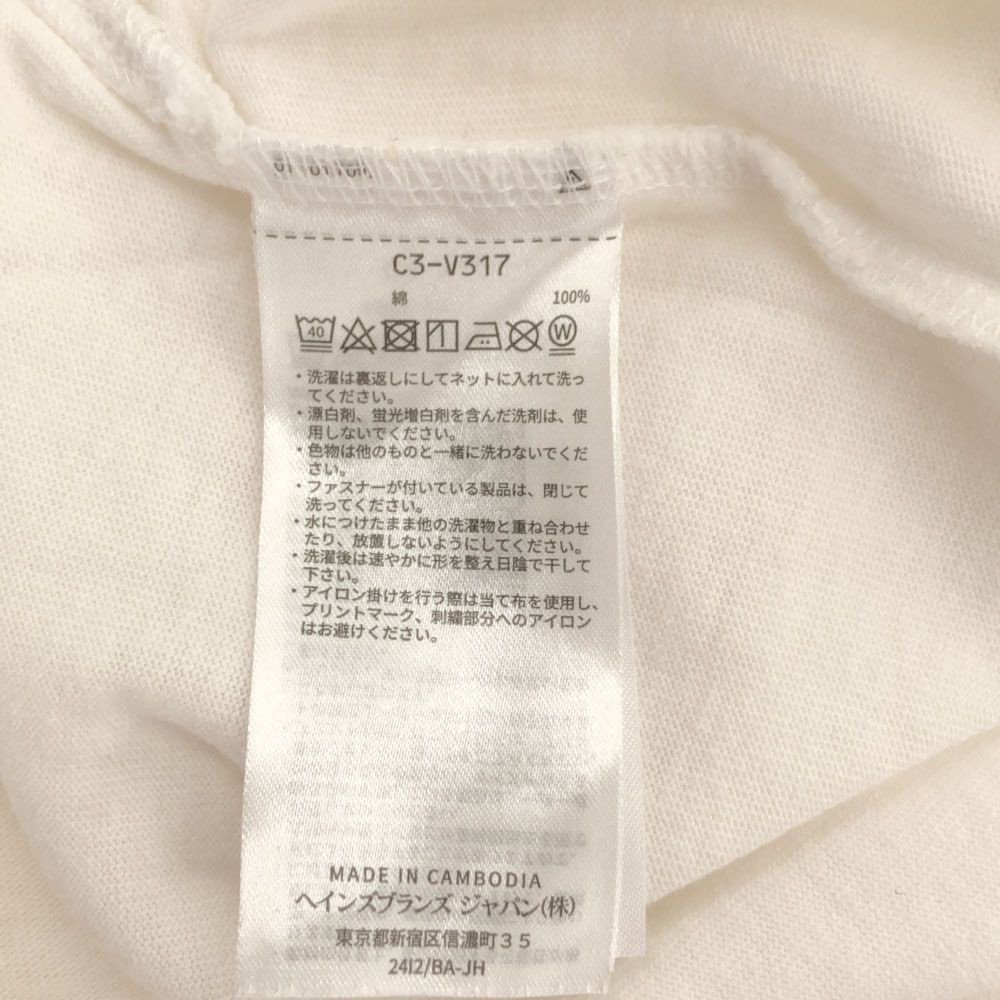 C3-V317
綿 100%
40
W
・洗濯は裏返しにしてネットに入れて洗っ
てください。
・漂白剤、蛍光増白剤を含んだ洗剤は、使
用しないでください。
・色物は他のものと一緒に洗わないでくだ
さい。
・ファスナーが付いている製品は、閉じて
洗ってください。
・水につけたまま他の洗濯物と重ね合わせ
たり、放置しないようにしてください。
・洗濯後は速やかに形を整え日陰で干して
下さい。
・アイロン掛けを行う際は当て布を使用し、
プリントマーク、刺繍部分へのアイロン
はお避けください。
MADE IN CAMBODIA
ヘインズブランズ ジャパン(株)
東京都新宿区信濃町35
2412/BA-JH